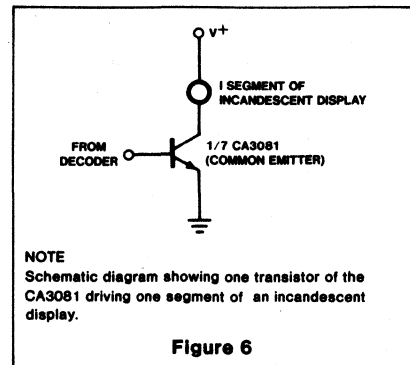 V+
I SEGMENT OF
INCANDESCENT DISPLAY
FROM
DECODER
1/7 CA3081
(COMMON EMITTER)
NOTE
Schematic diagram showing one transistor of the
CA3081 driving one segment of an incandescent
display.
Figure 6